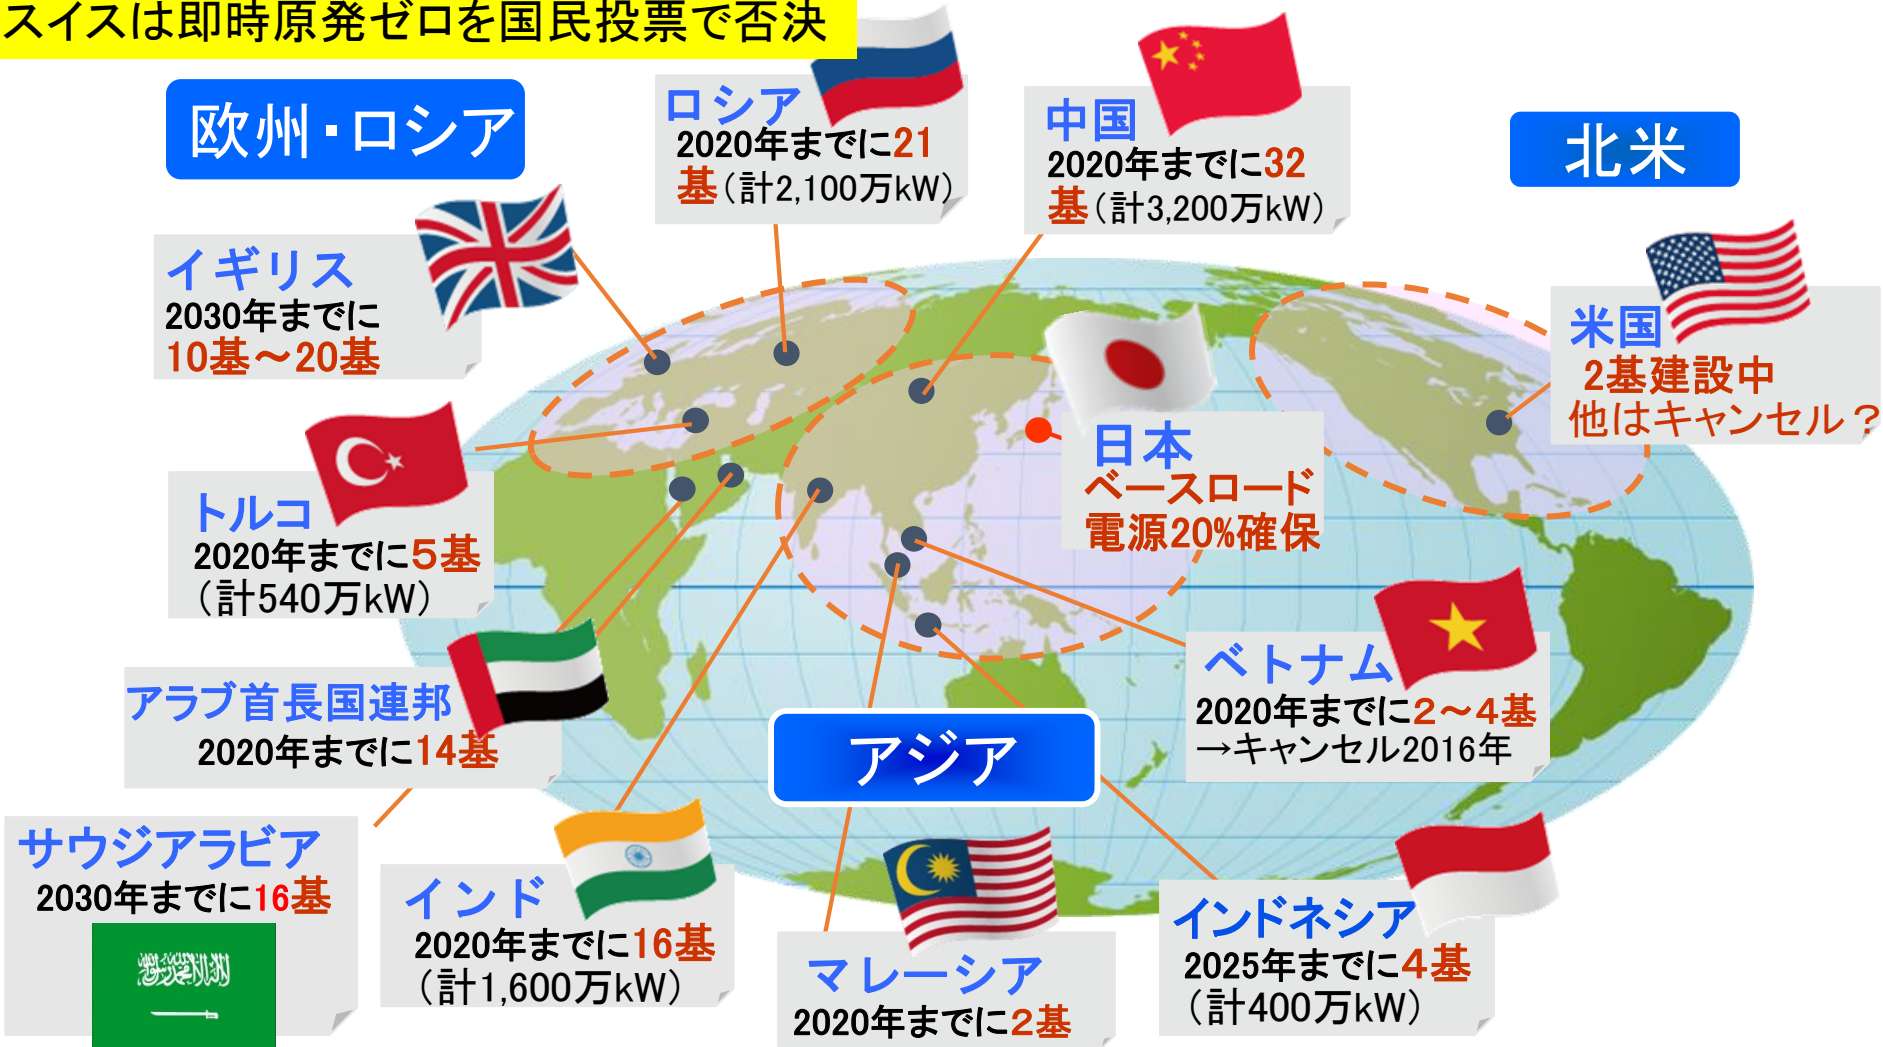 スイスは即時原発ゼロを国民投票で否決
欧州・ロシア
ロシア
2020年までに21
基(計2,100万kW)
中国
2020年までに32
基(計3,200万kW)
北米
イギリス
2030年までに
10基～20基
米国
2基建設中
他はキャンセル？
日本
ベースロード
電源20%確保
トルコ
2020年までに5基
(計540万kW)
アラブ首長国連邦
2020年までに14基
アジア
ベトナム
2020年までに2～4基
→キャンセル2016年
サウジアラビア
2030年までに16基
インド
2020年までに16基
(計1,600万kW)
マレーシア
2020年までに2基
インドネシア
2025年までに4基
(計400万kW)